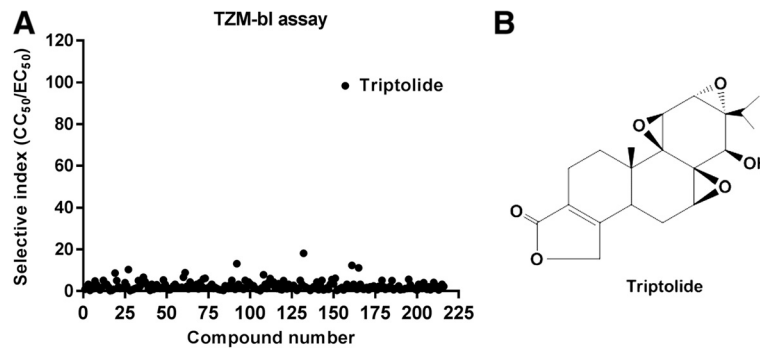 A
TZM-bl assay
Selective index (CC50/EC50)
120
100
80
60
40
20
0
Triptolide
0 25 50 75 100 125 150 175 200 225
Compound number
B
O
O
OH
O
O
O
Triptolide